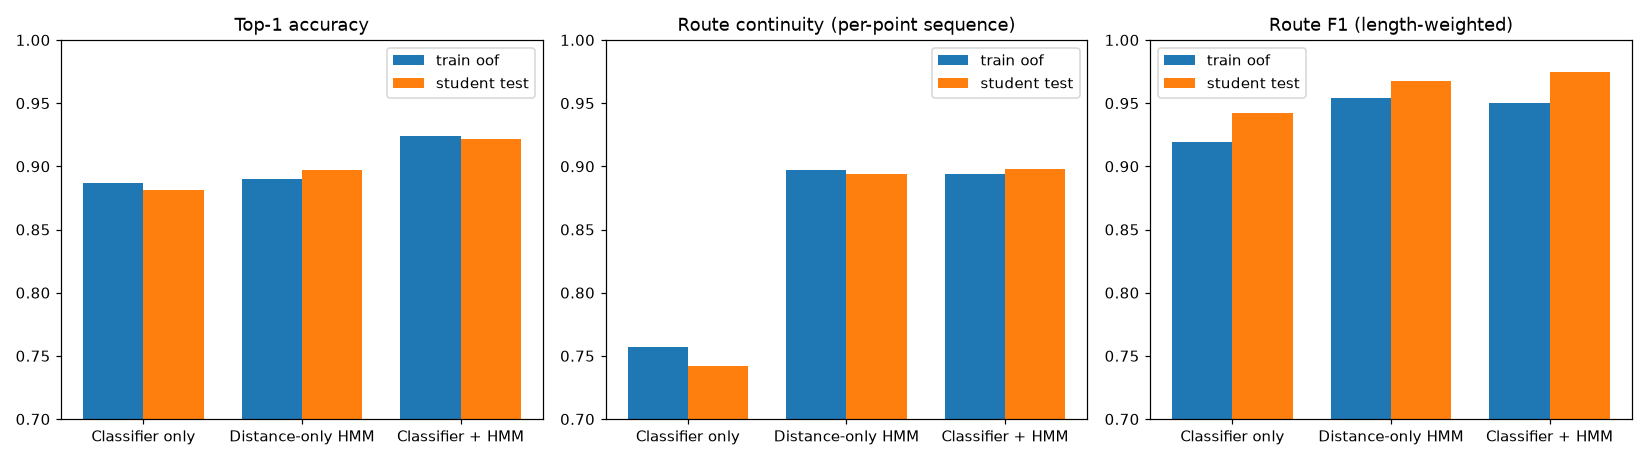 Top-1 accuracy
1.00
0.95
0.90
0.85
0.80
0.75
0.70
train oof
student test
Classifier only
Distance-only HMM
Classifier + HMM
Route continuity (per-point sequence)
1.00
0.95
0.90
0.85
0.80
0.75
0.70
train oof
student test
Classifier only
Distance-only HMM
Classifier + HMM
Route F1 (length-weighted)
1.00
0.95
0.90
0.85
0.80
0.75
0.70
train oof
student test
Classifier only
Distance-only HMM
Classifier + HMM